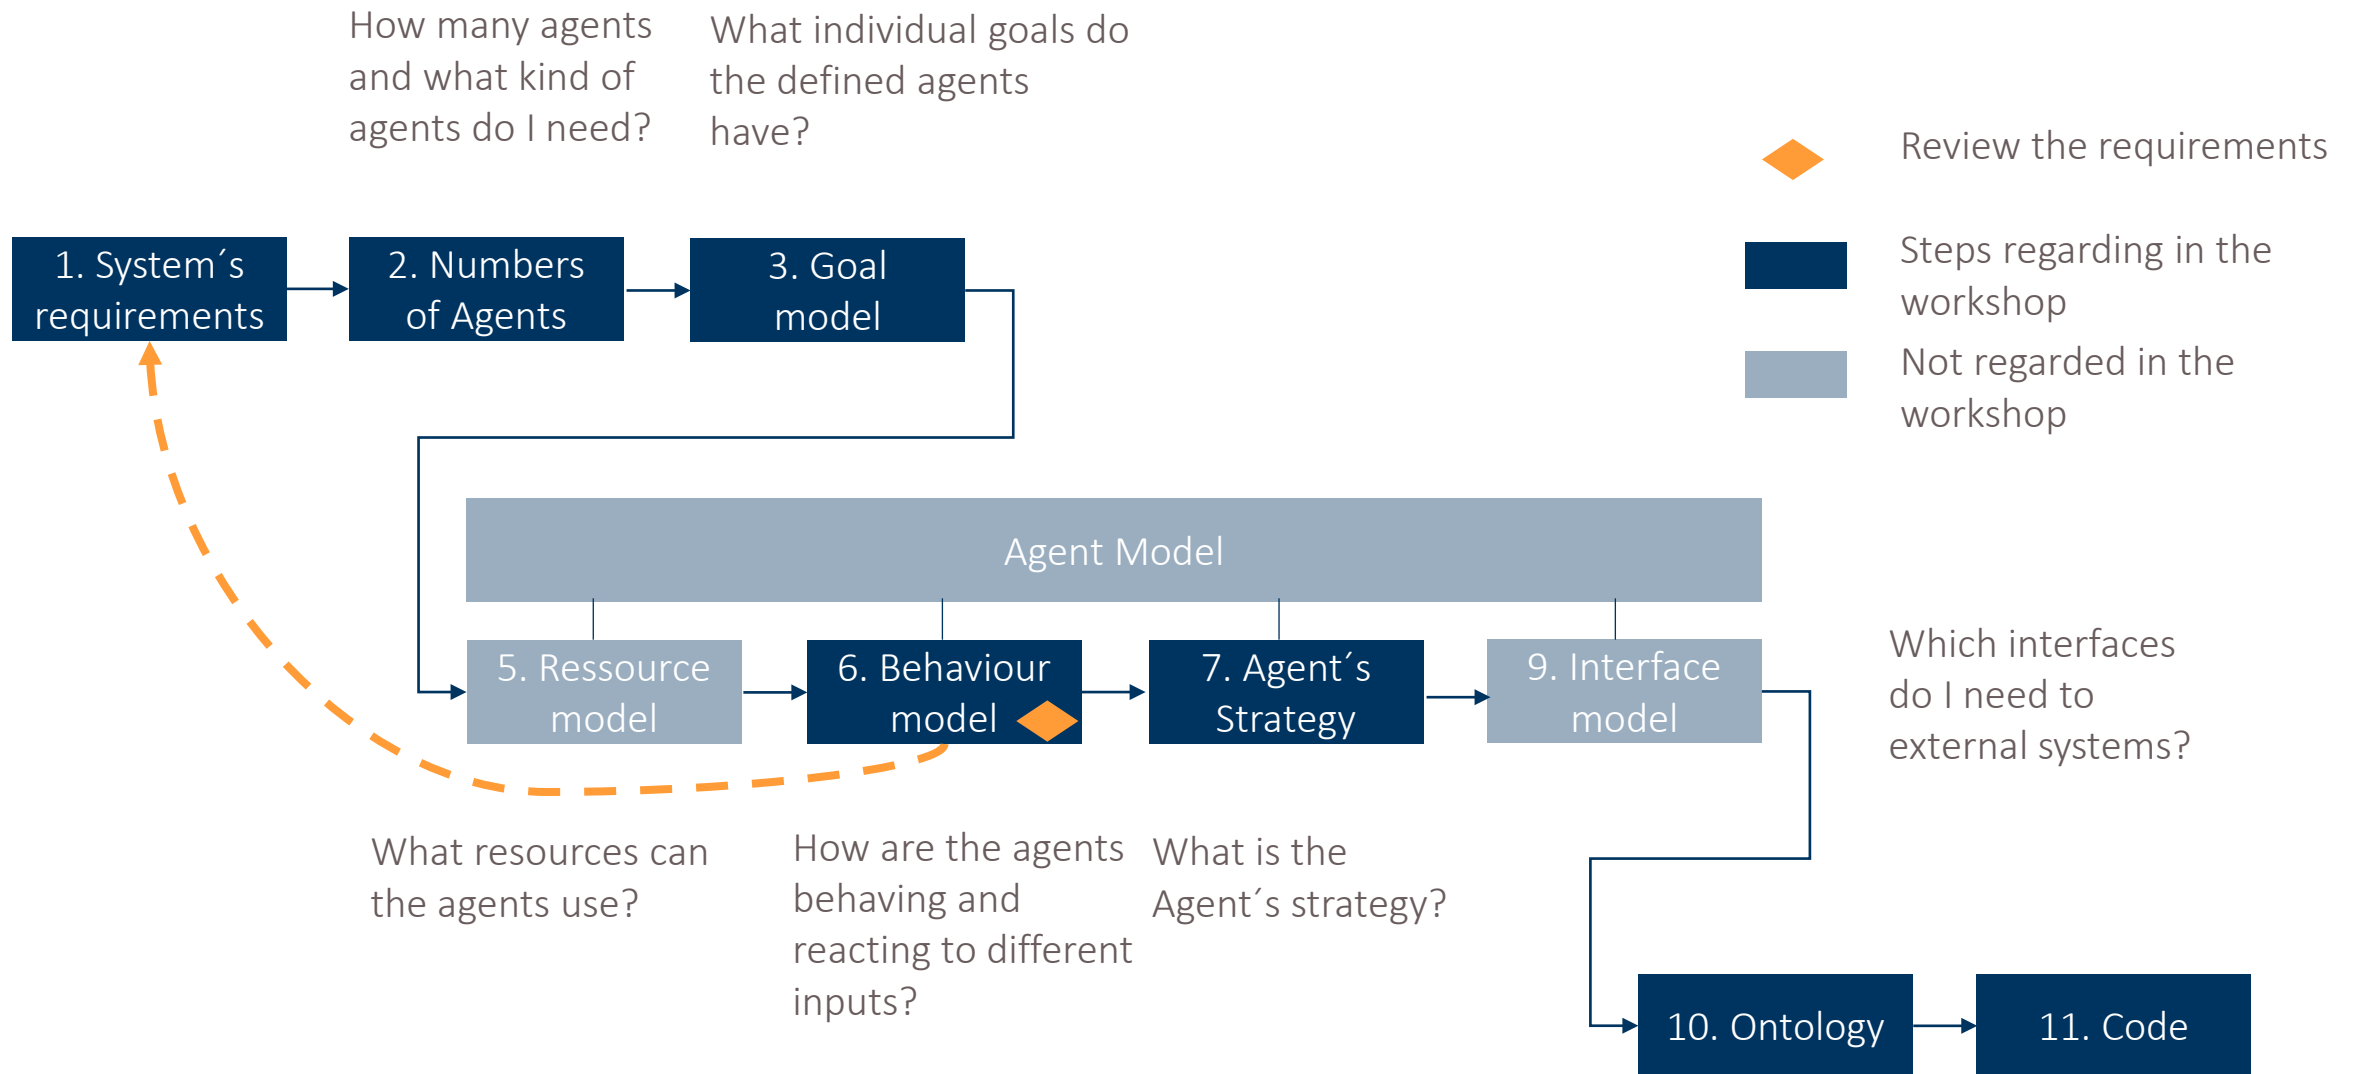 How many agents
and what kind of
agents do I need?
What individual goals do
the defined agents
have?
Review the requirements
Steps regarding in the
workshop
Not regarded in the
workshop
1. System´s
requirements
2. Numbers
of Agents
3. Goal
model
Agent Model
5. Ressource
model
6. Behaviour
model
7. Agent´s
Strategy
9. Interface
model
Which interfaces
do I need to
external systems?
What resources can
the agents use?
How are the agents
behaving and
reacting to different
inputs?
What is the
Agent´s strategy?
10. Ontology
11. Code